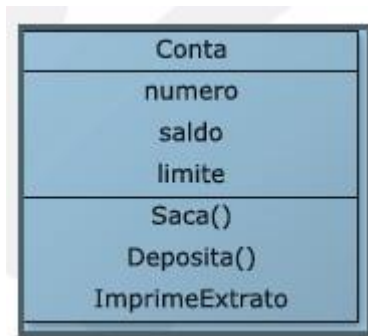 Conta
numero
saldo
limite
Saca()
Deposita()
ImprimeExtrato